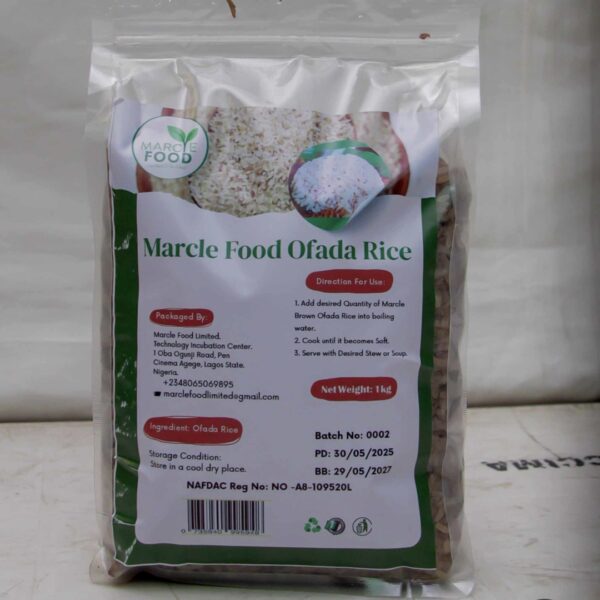 MARCLE
FOOD
Marcle Food Ofada Rice
Direction For Use:
1. Add desired Quantity of Marcle
Brown Ofada Rice into boiling
water.
2. Cook until it becomes Soft.
3. Serve with Desired Stew or Soup.
Packaged By:
Marcle Food Limited.
Technology Incubation Center.
1 Oba Ogunji Road, Pen
Cinema Agege, Lagos State.
Nigeria.
+2348065069895
marclefoodlimited@gmail.com
Net Weight: 1kg
Ingredient: Ofada Rice
Storage Condition:
Store in a cool dry place.
Batch No: 0002
PD: 30/05/2025
BB: 29/05/2027
NAFDAC Reg No: NO -A8-109520L